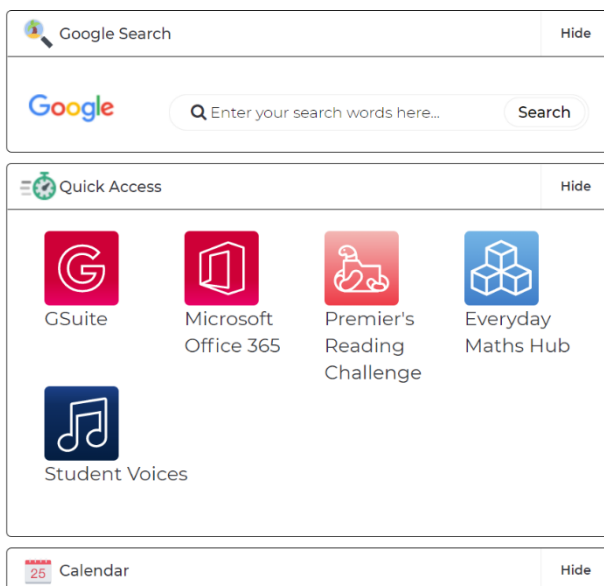 Google Search
Hide
Google
Enter your search words here...
Search
Quick Access
Hide
G
GSuite
Microsoft
Office 365
Premier's
Reading
Challenge
Everyday
Maths Hub
Student Voices
25
Calendar
Hide